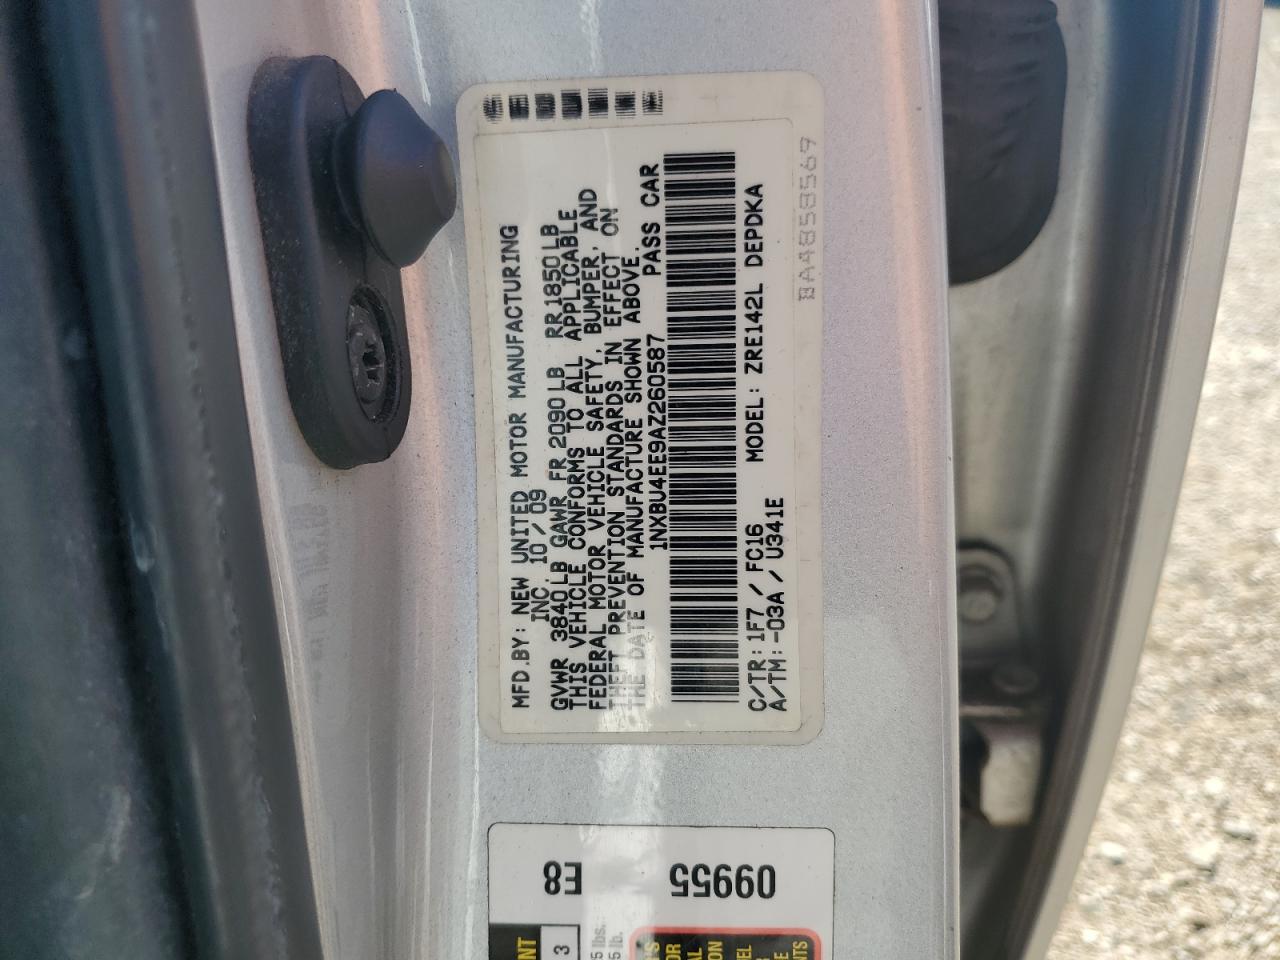 MFD.BY: NEW UNITED MOTOR MANUFACTURING
INC. 10/09
GVWR 3840LB GAWR FR 2090LB RR1850LB
THIS VEHICLE CONFORMS TO ALL APPLICABLE
FEDERAL MOTOR VEHICLE SAFETY, BUMPER, AND
THEFT PREVENTION STANDARDS IN EFFECT ON
THE DATE OF MANUFACTURE SHOWN ABOVE.
1NXBU4EE9AZ260587 PASS CAR
C/TR: 1F7 / FC16 MODEL: ZRE142L DEPDKA
A/TM: -03A / U341E
BA4858569
E8
09955
3